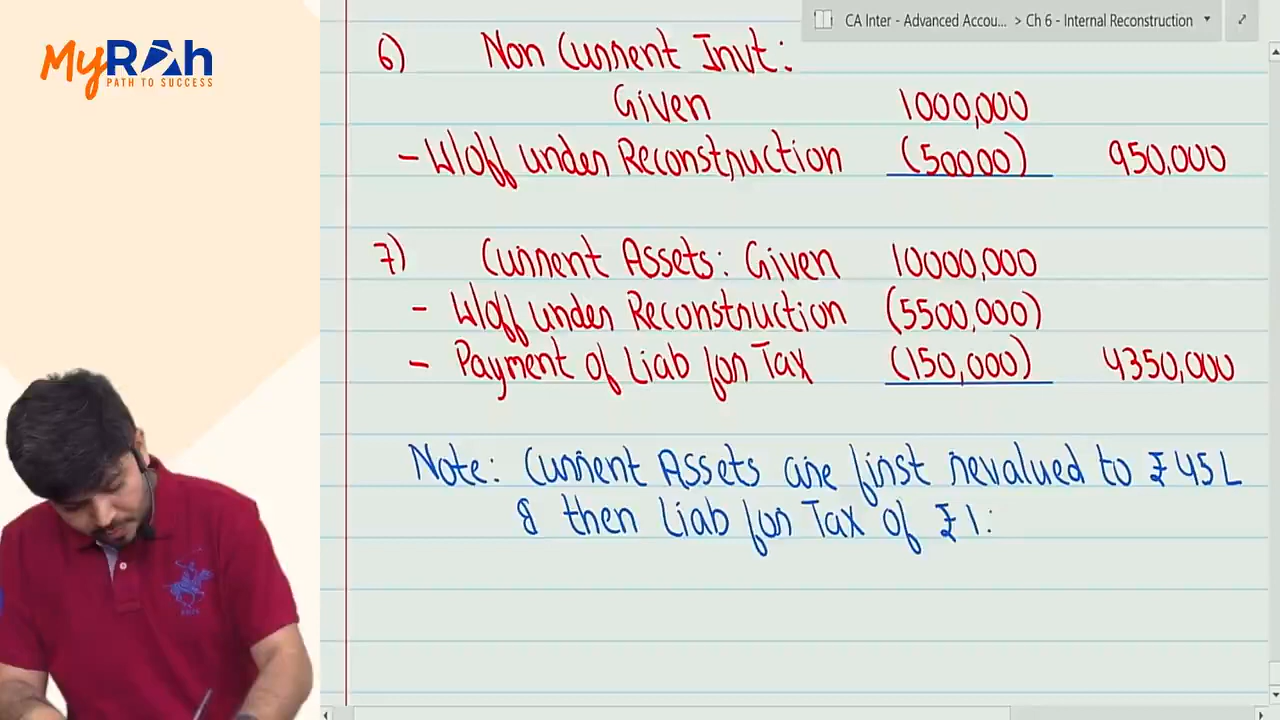 MyRAh
PATH TO SUCCESS
CA Inter - Advanced Accou... > Ch 6 - Internal Reconstruction
6) Non Current Invt:
Given 1000,000
- W/off under Reconstruction (50000) 950,000
7) Current Assets: Given 10000,000
- W/off under Reconstruction (5500,000)
- Payment of Liab for Tax (150,000) 4350,000
Note: Current Assets are first revalued to ₹45L
& then Liab for Tax of ₹1.